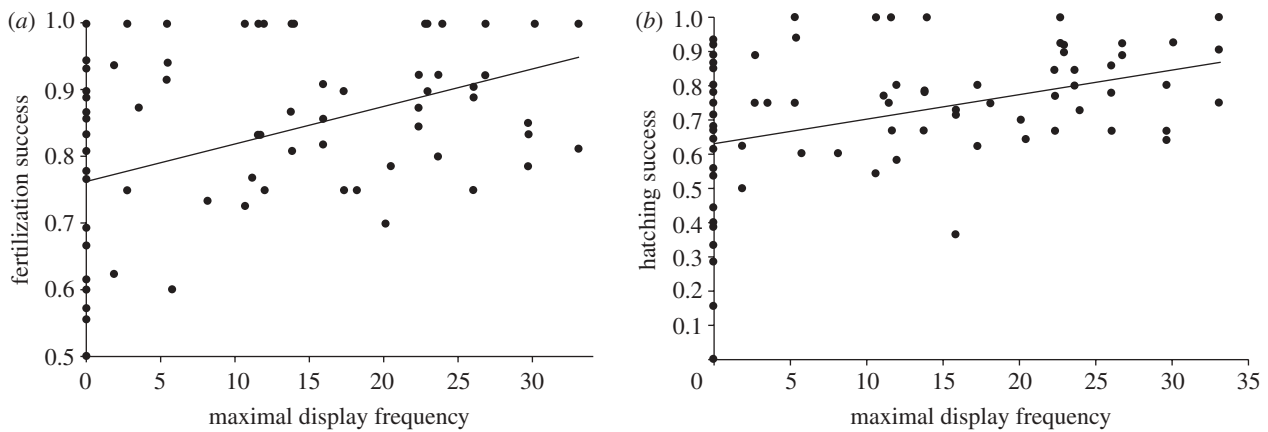 (a)
1.0
0.9
0.8
0.7
0.6
0.5
fertilization success
0 5 10 15 20 25 30
maximal display frequency
(b)
1.0
0.9
0.8
0.7
0.6
0.5
0.4
0.3
0.2
0.1
hatching success
0 5 10 15 20 25 30 35
maximal display frequency